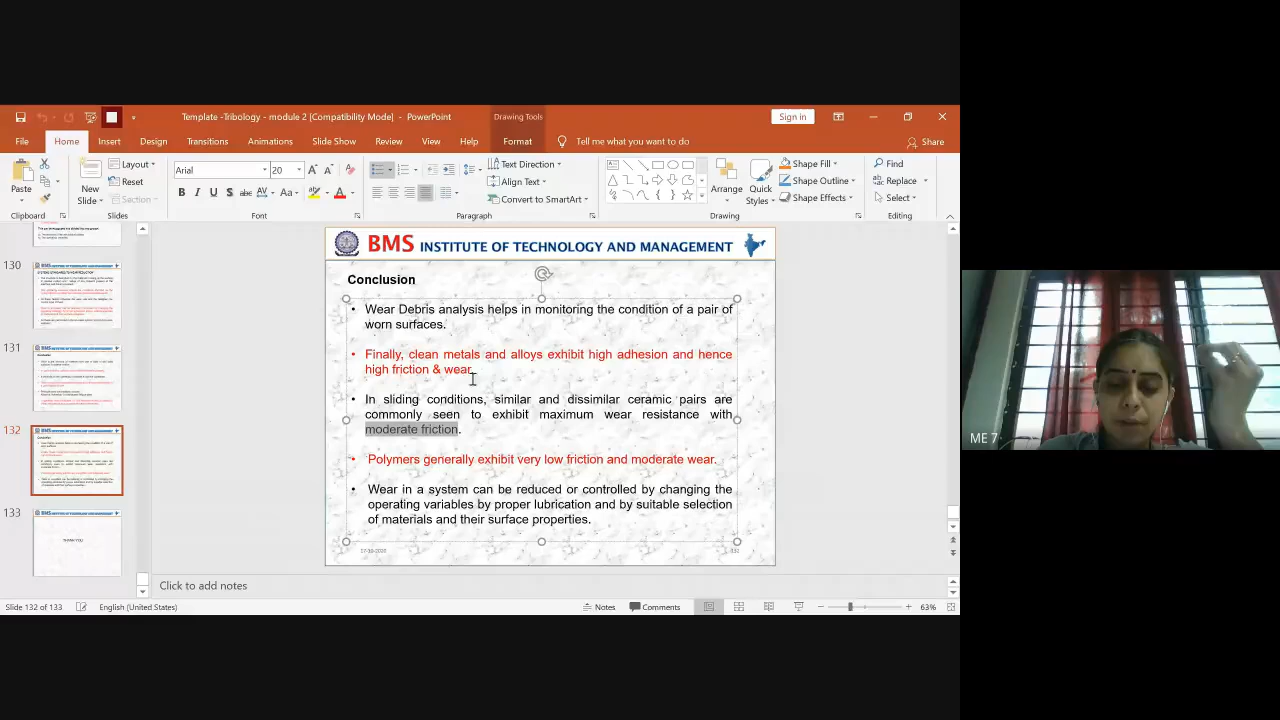 Template -Tribology - module 2 [Compatibility Mode] - PowerPoint
Drawing Tools
Sign in
File Home Insert Design Transitions Animations Slide Show Review View Help Format Tell me what you want to do Share
Paste
Clipboard
New Slide
Layout
Reset
Section
Slides
Arial 20
Font
Text Direction
Align Text
Convert to SmartArt
Paragraph
Arrange
Quick Styles
Shape Fill
Shape Outline
Shape Effects
Drawing
Find
Replace
Select
Editing
130
131
132
133
BMS INSTITUTE OF TECHNOLOGY AND MANAGEMENT
Conclusion
• Wear Debris analysis helps in monitoring the condition of a pair of
worn surfaces.
• Finally, clean metals and alloys exhibit high adhesion and hence
high friction & wear.
• In sliding conditions, similar and dissimilar ceramic pairs are
commonly seen to exhibit maximum wear resistance with
moderate friction.
• Polymers generally exhibit very low friction and moderate wear.
• Wear in a system can be reduced or controlled by changing the
operating variables, proper lubrication and by suitable selection
of materials and their surface properties.
132
Click to add notes
Slide 132 of 133 English (United States) Notes Comments 63%
ME 7